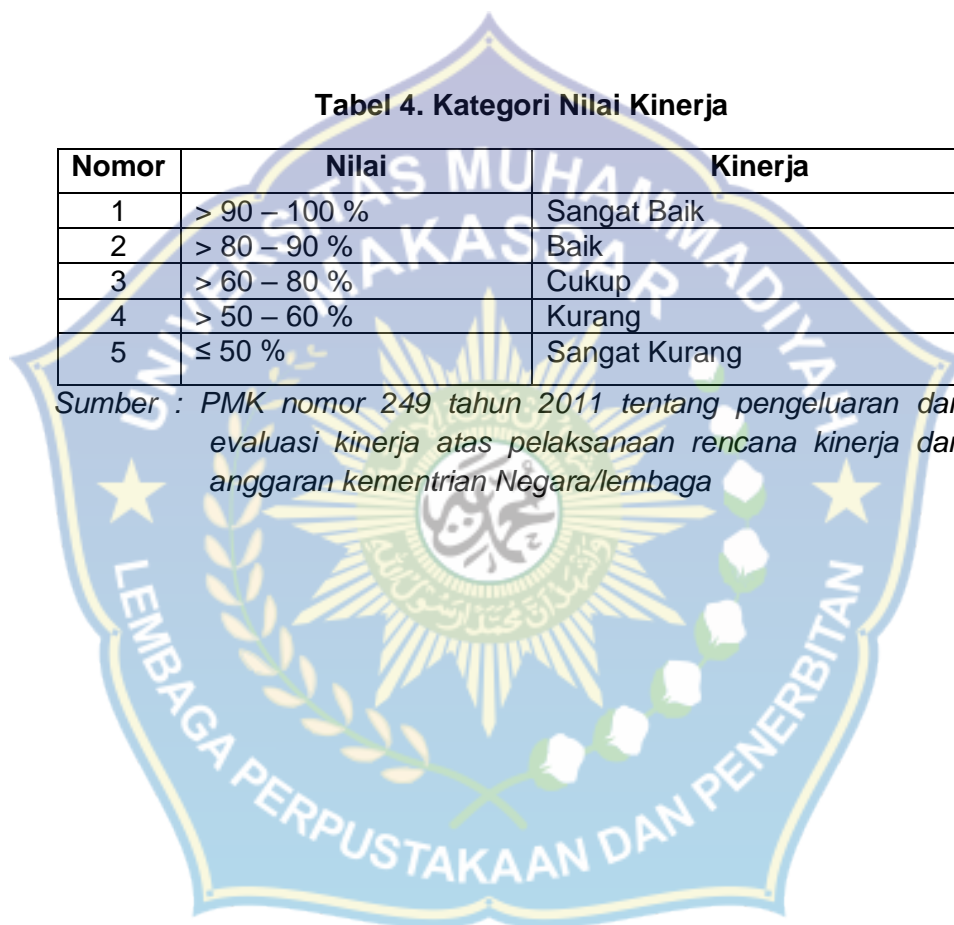 Tabel 4. Kategori Nilai Kinerja
Nomor Nilai Kinerja
1 > 90 – 100 % Sangat Baik
2 > 80 – 90 % Baik
3 > 60 – 80 % Cukup
4 > 50 – 60 % Kurang
5 ≤ 50 % Sangat Kurang
Sumber : PMK nomor 249 tahun 2011 tentang pengeluaran dan
evaluasi kinerja atas pelaksanaan rencana kinerja dan
anggaran kementrian Negara/lembaga
UNIVERSITAS MUHAMMADIYAH
MAKASSAR
LEMBAGA PERPUSTAKAAN DAN PENERBITAN